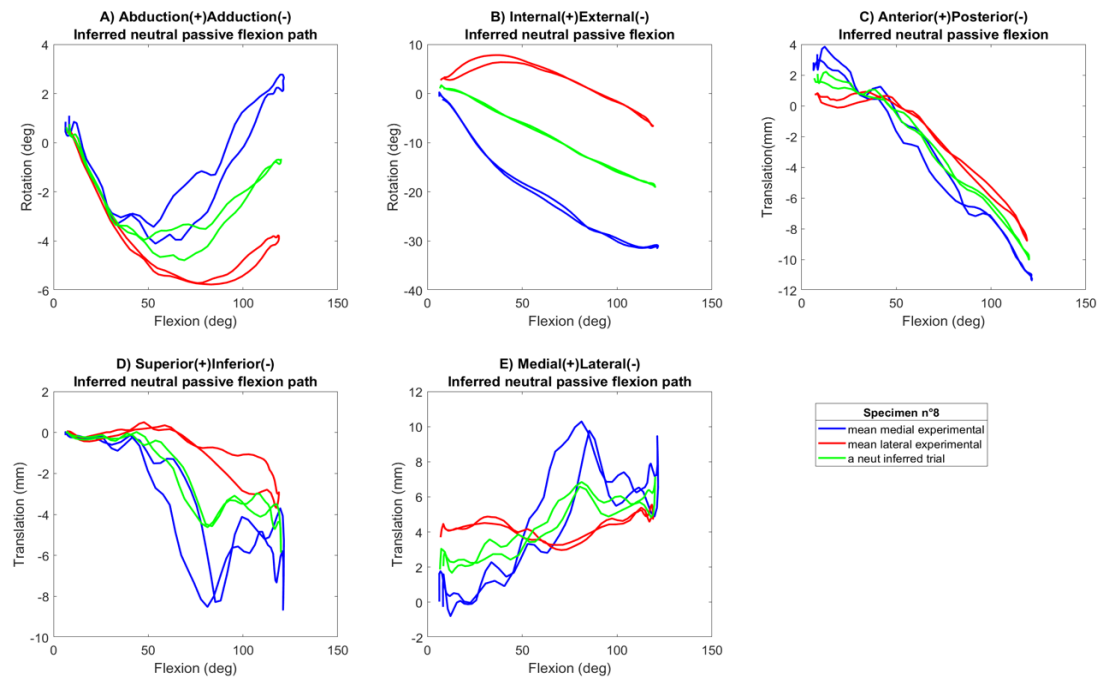 A) Abduction(+)Adduction(-)
Inferred neutral passive flexion path
4
2
0
-2
-4
-6
Rotation (deg)
0
50
100
150
Flexion (deg)
B) Internal(+)External(-)
Inferred neutral passive flexion
10
0
-10
-20
-30
-40
Rotation (deg)
0
50
100
150
Flexion (deg)
C) Anterior(+)Posterior(-)
Inferred neutral passive flexion
4
2
0
-2
-4
-6
-8
-10
-12
Translation(mm)
0
50
100
150
Flexion (deg)
D) Superior(+)Inferior(-)
Inferred neutral passive flexion path
2
0
-2
-4
-6
-8
-10
Translation (mm)
0
50
100
150
Flexion (deg)
E) Medial(+)Lateral(-)
Inferred neutral passive flexion path
12
10
8
6
4
2
0
-2
Translation (mm)
0
50
100
150
Flexion (deg)
Specimen n°8
mean medial experimental
mean lateral experimental
a neut inferred trial